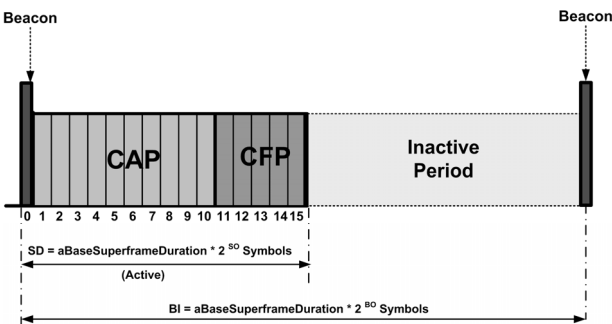 Beacon Beacon
CAP CFP Inactive
Period
0 1 2 3 4 5 6 7 8 9 10 11 12 13 14 15
SD = aBaseSuperframeDuration * 2 SO Symbols
(Active)
BI = aBaseSuperframeDuration * 2 BO Symbols